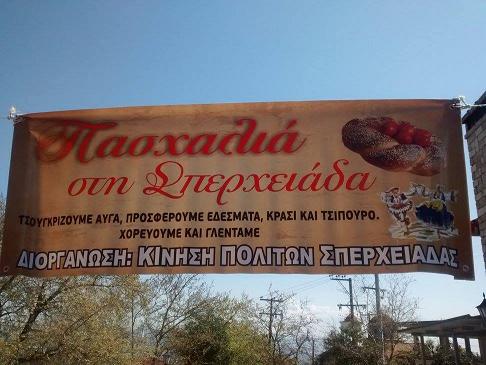 Πασχαλιά
στη Σπερχειάδα
ΤΣΟΥΓΚΡΙΖΟΥΜΕ ΑΥΓΑ, ΠΡΟΣΦΕΡΟΥΜΕ ΕΔΕΣΜΑΤΑ, ΚΡΑΣΙ ΚΑΙ ΤΣΙΠΟΥΡΟ.
ΧΟΡΕΥΟΥΜΕ ΚΑΙ ΓΛΕΝΤΑΜΕ
ΔΙΟΡΓΑΝΩΣΗ: ΚΙΝΗΣΗ ΠΟΛΙΤΩΝ ΣΠΕΡΧΕΙΑΔΑΣ